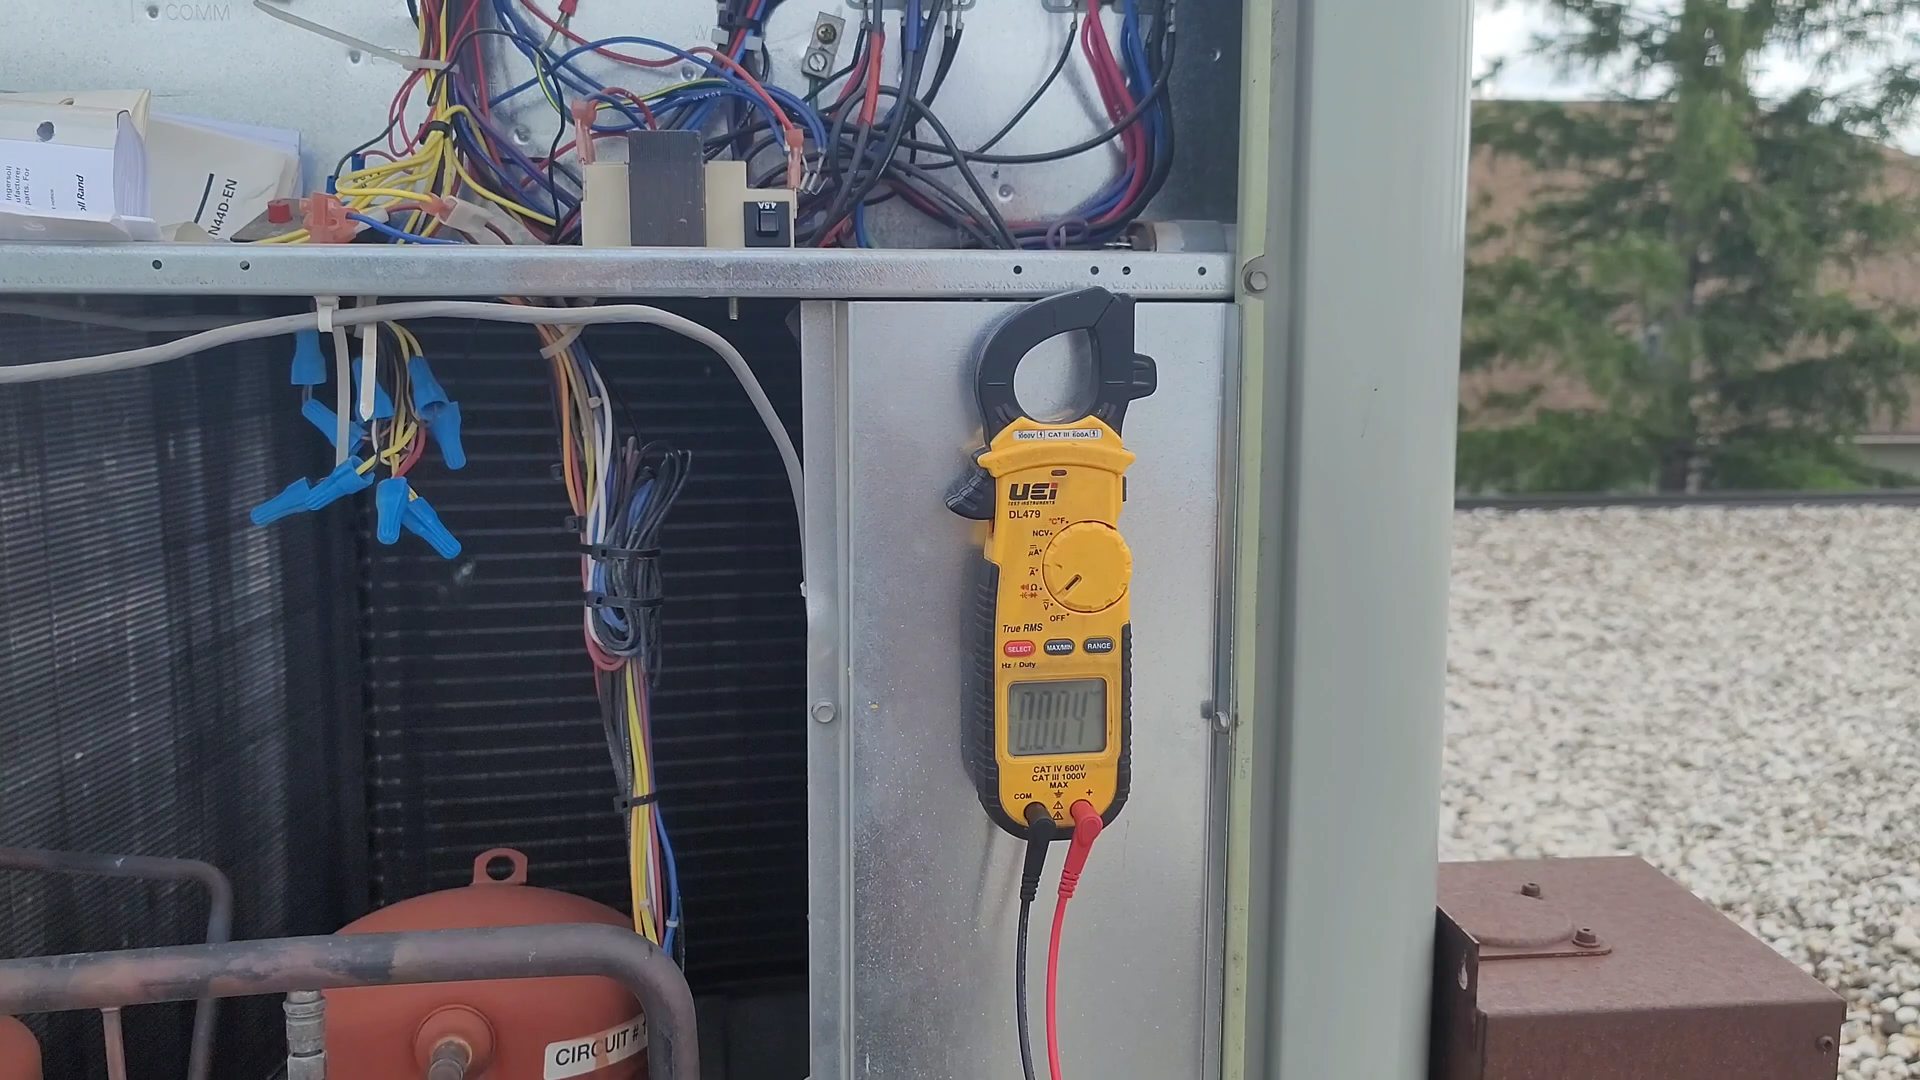 COMM
Ingersoll
ufacturer
parts. For
ll Rand
N44D-EN
4.5A
1000V CAT III 600A
UEi
TEST INSTRUMENTS
DL479
°C°F
NCV
µA
A
Ω
V
OFF
True RMS
SELECT MAX/MIN RANGE
Hz / Duty
0.004
CAT IV 600V
CAT III 1000V
MAX
COM +
CIRCUIT # 1